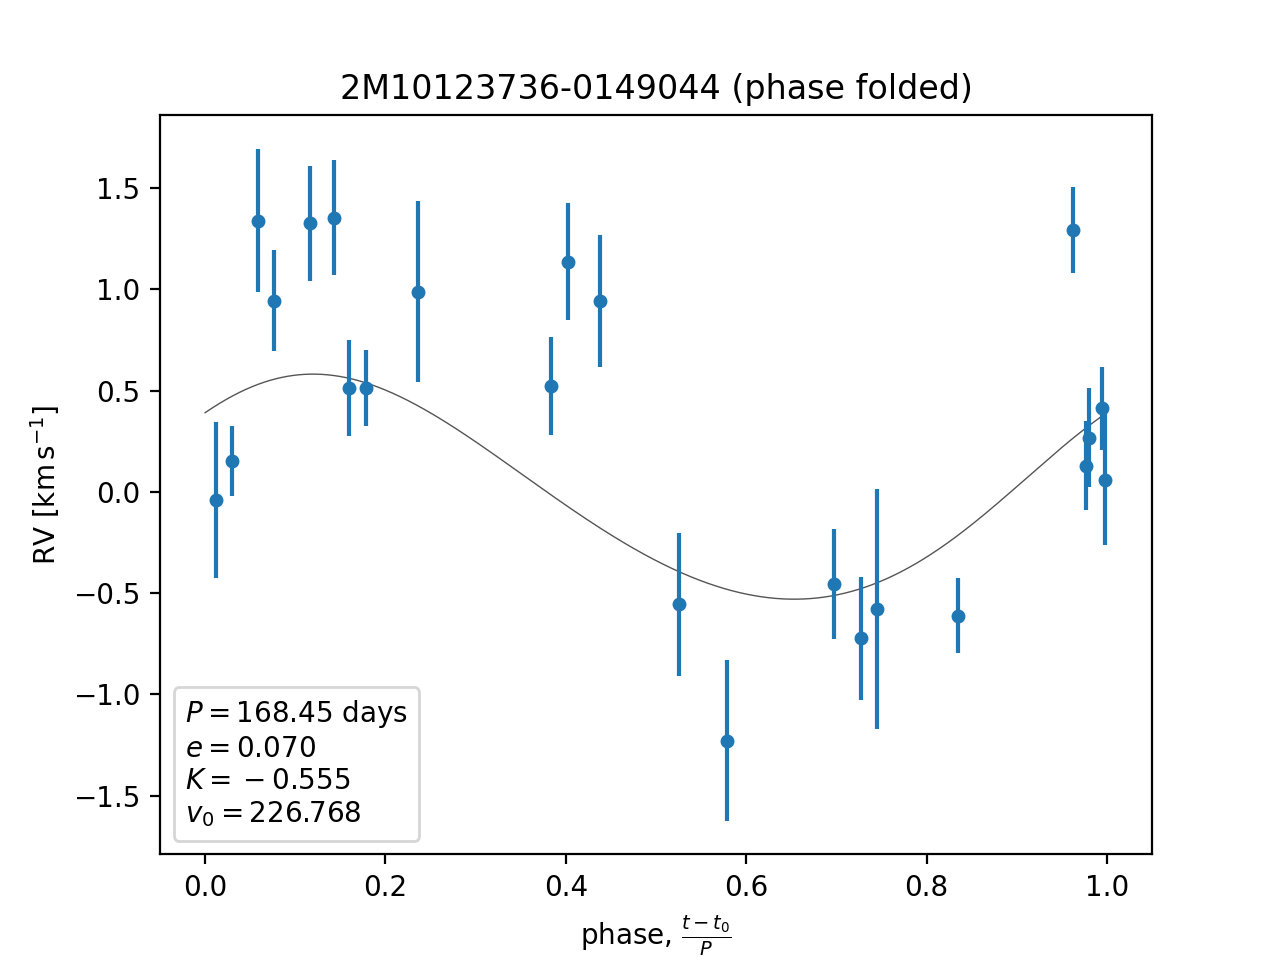 2M10123736-0149044 (phase folded)
RV [km s⁻¹]
1.5
1.0
0.5
0.0
−0.5
−1.0
−1.5
P = 168.45 days
e = 0.070
K = −0.555
v₀ = 226.768
0.0 0.2 0.4 0.6 0.8 1.0
phase, (t − t₀)/P